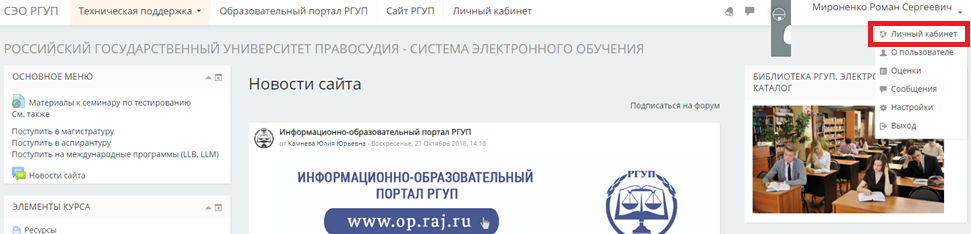 СЭО РГУП
Техническая поддержка
Образовательный портал РГУП
Сайт РГУП
Личный кабинет
Мироненко Роман Сергеевич
Личный кабинет
О пользователе
Оценки
Сообщения
Настройки
Выход
РОССИЙСКИЙ ГОСУДАРСТВЕННЫЙ УНИВЕРСИТЕТ ПРАВОСУДИЯ - СИСТЕМА ЭЛЕКТРОННОГО ОБУЧЕНИЯ
ОСНОВНОЕ МЕНЮ
Материалы к семинару по тестированию
См. также
Поступить в магистратуру
Поступить в аспирантуру
Поступить на международные программы (LLB, LLM)
Новости сайта
ЭЛЕМЕНТЫ КУРСА
Ресурсы
Новости сайта
Подписаться на форум
Информационно-образовательный портал РГУП
от Камнева Юлия Юрьевна - Воскресенье, 21 Октябрь 2018, 14:18
ИНФОРМАЦИОННО-ОБРАЗОВАТЕЛЬНЫЙ
ПОРТАЛ РГУП
www.op.raj.ru
РГУП
БИБЛИОТЕКА РГУП.
КАТАЛОГ